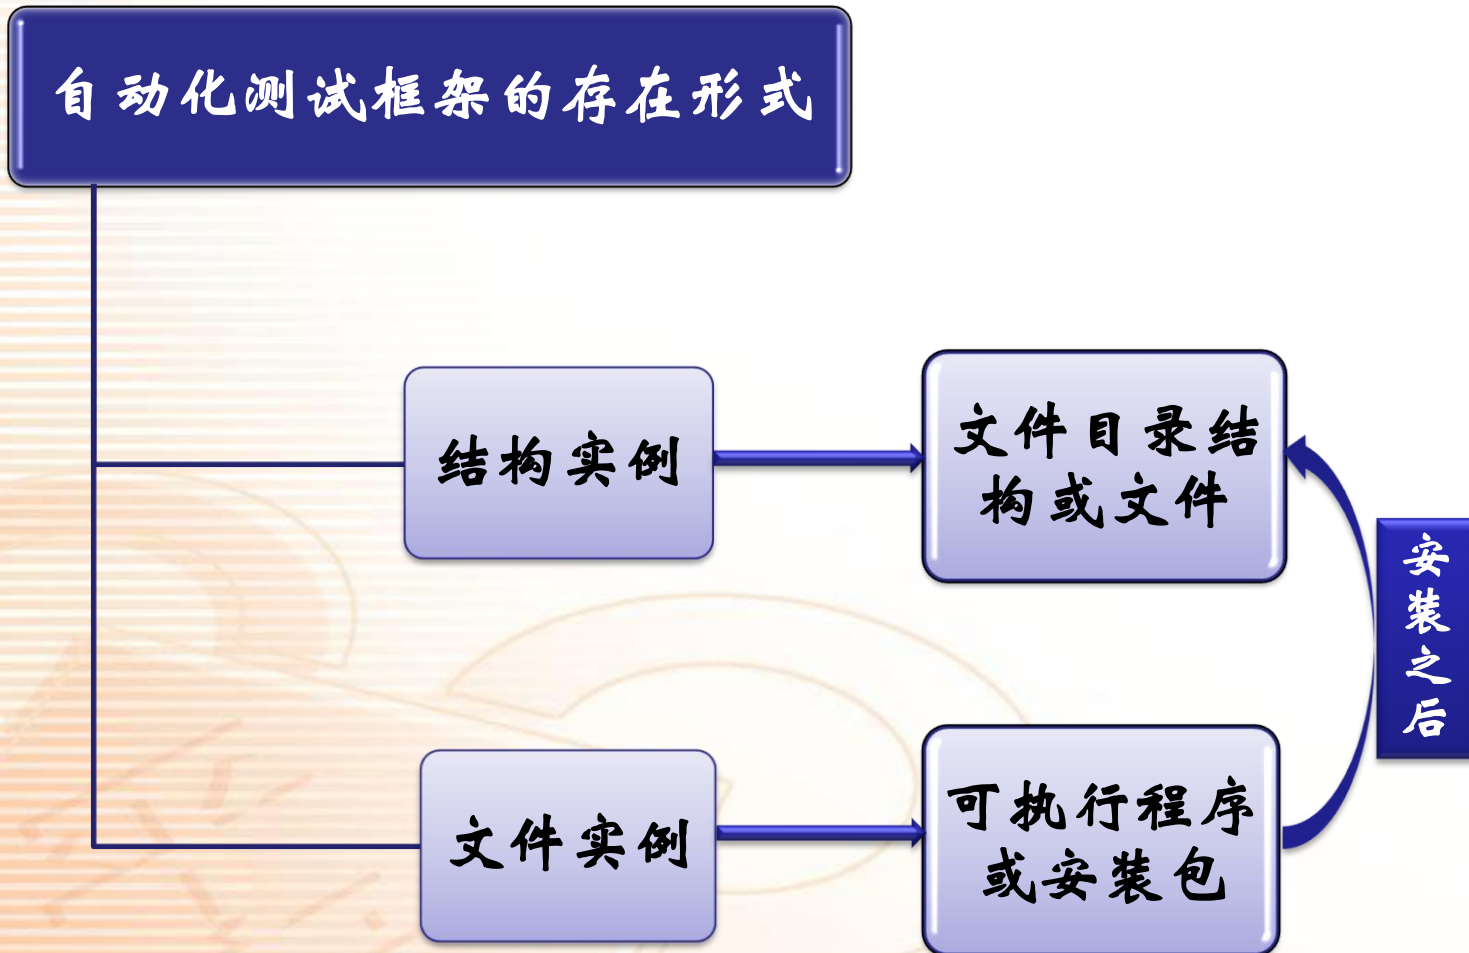 自动化测试框架的存在形式
结构实例
文件目录结
构或文件
安
装
之
后
文件实例
可执行程序
或安装包